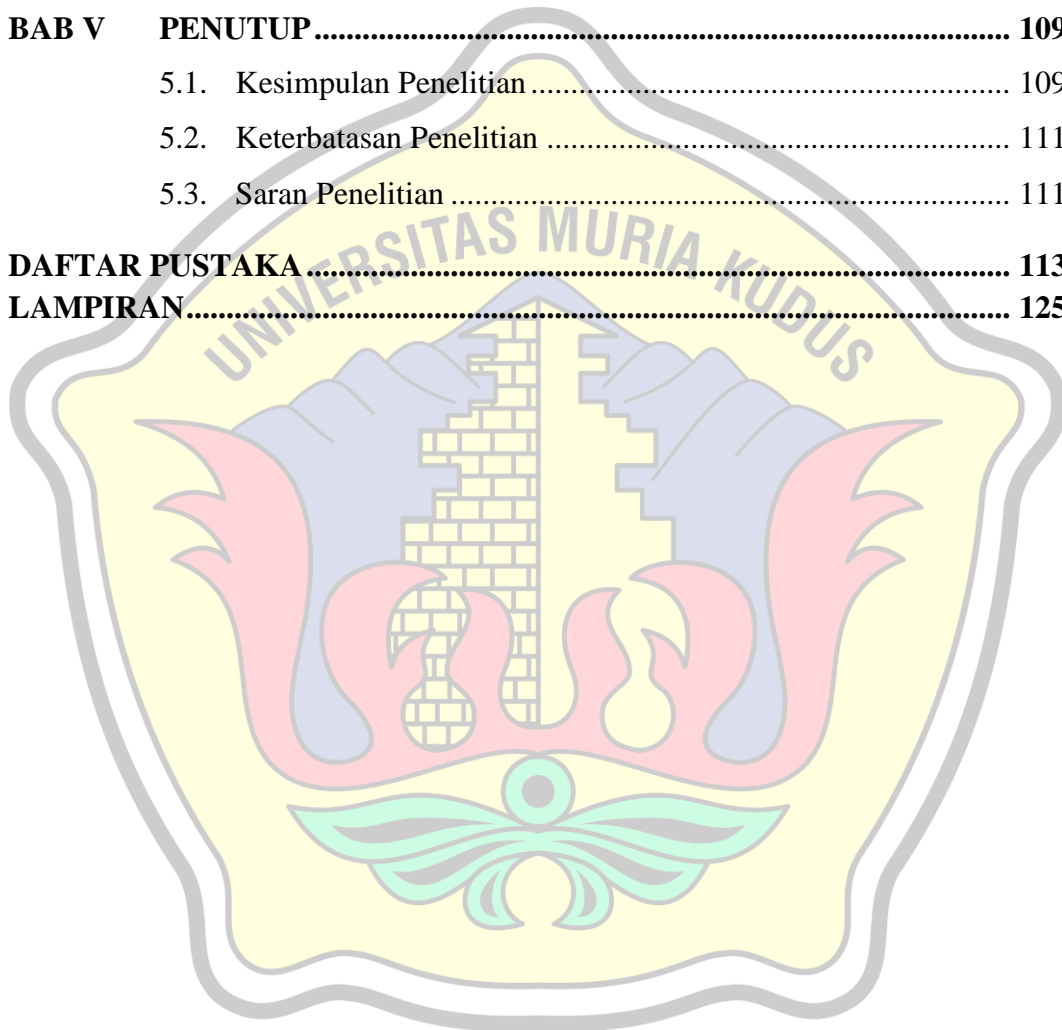 BAB V PENUTUP.......................................................................................... 109
5.1. Kesimpulan Penelitian.............................................................. 109
5.2. Keterbatasan Penelitian ............................................................ 111
5.3. Saran Penelitian ........................................................................ 111
UNIVERSITAS MURIA KUDUS
DAFTAR PUSTAKA........................................................................................... 113
LAMPIRAN.......................................................................................................... 125